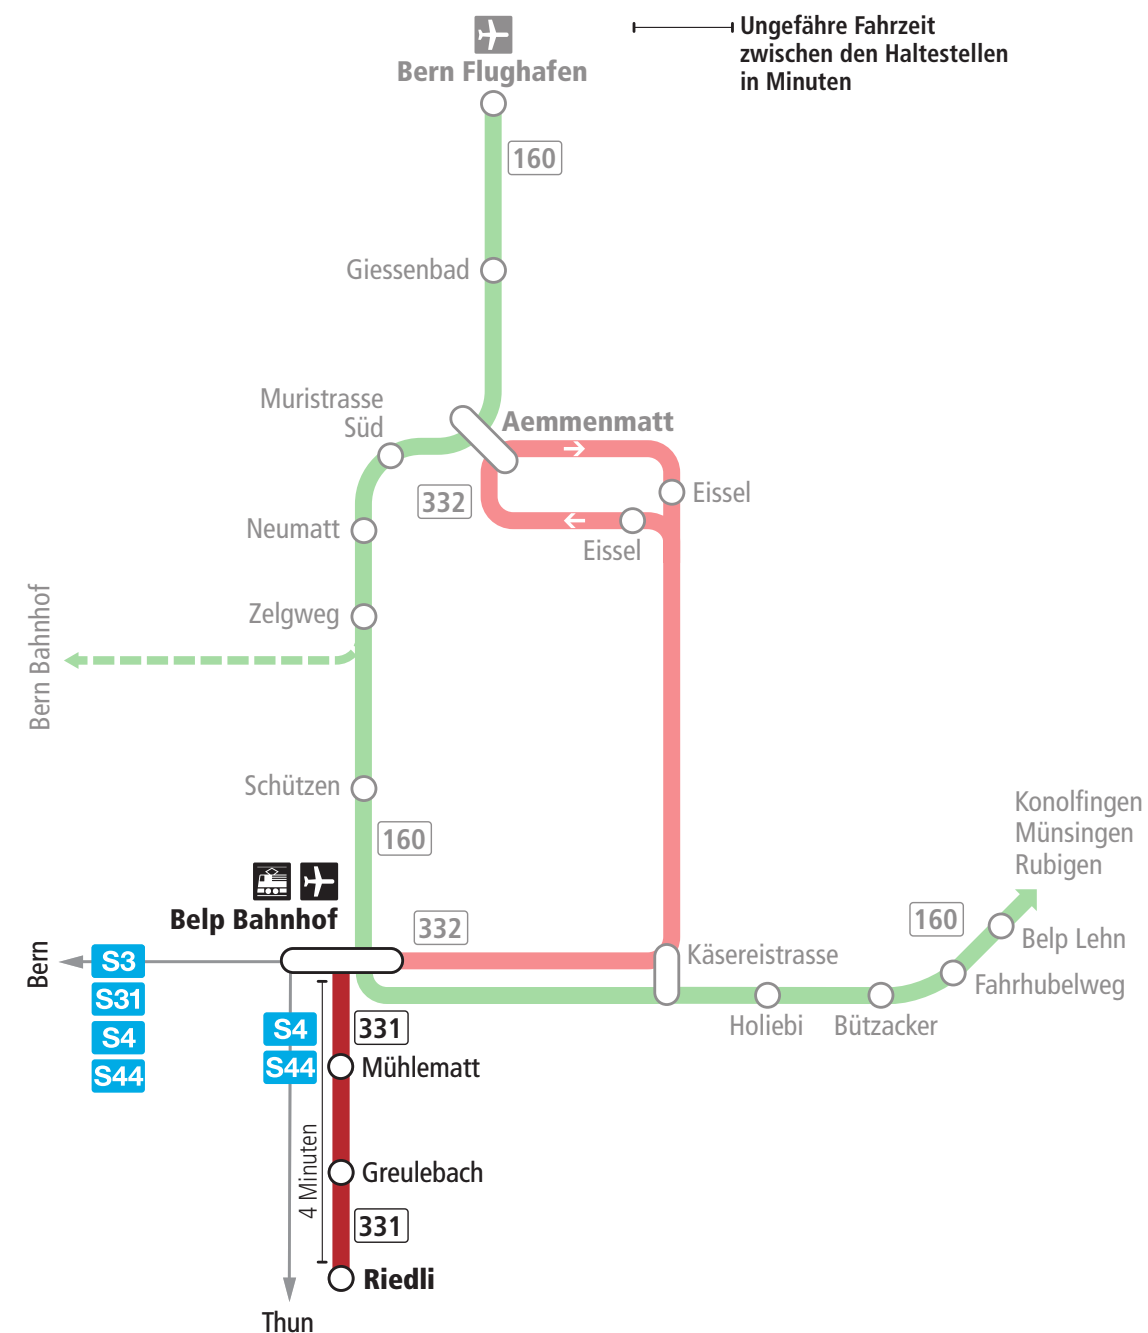 Ungefähre Fahrzeit
zwischen den Haltestellen
in Minuten
Bern Flughafen
160
Giessenbad
Muristrasse
Süd
Aemmenmatt
332
Eissel
Eissel
Neumatt
Zelgweg
Bern Bahnhof
Schützen
160
Konolfingen
Münsingen
Rubigen
Belp Bahnhof
332
160
Belp Lehn
Käsereistrasse
Fahrhubelweg
Holiebi
Bützacker
Bern
S3
S31
S4
S44
S4
S44
331
Mühlematt
4 Minuten
Greulebach
331
Riedli
Thun